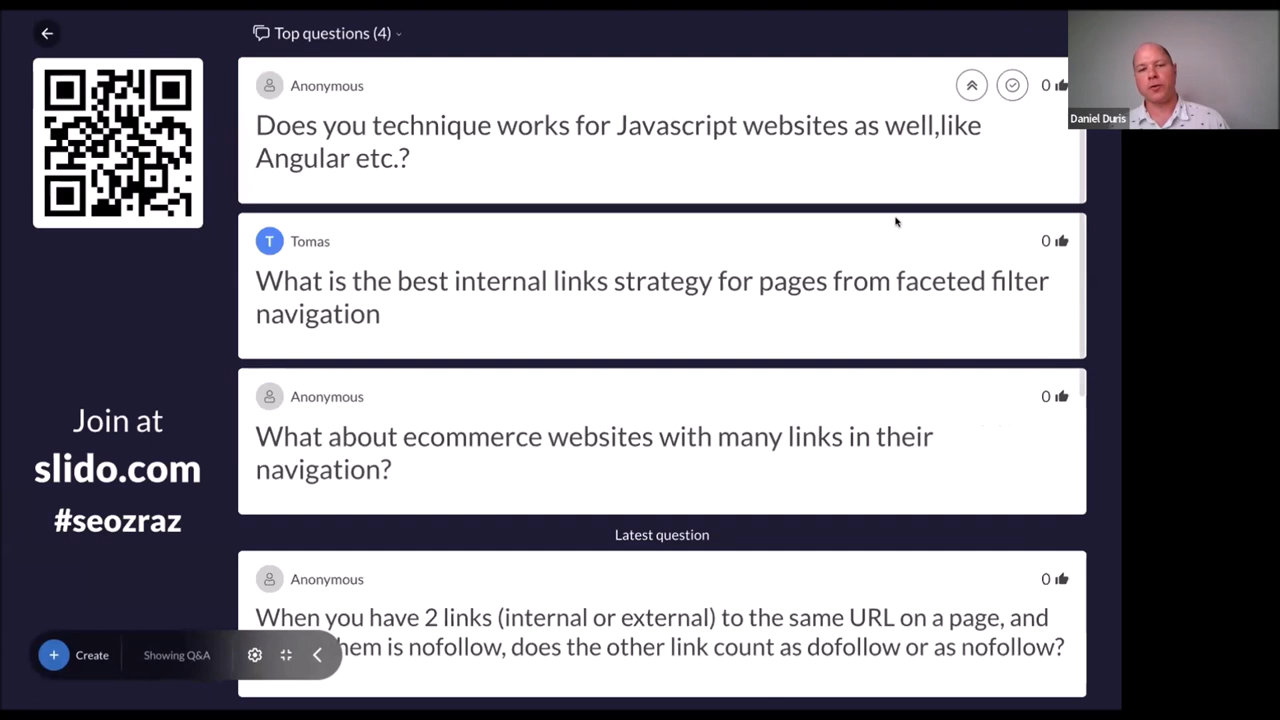 Top questions (4)
Anonymous
0
Does you technique works for Javascript websites as well,like
Angular etc.?
Daniel Duris
T
Tomas
0
What is the best internal links strategy for pages from faceted filter
navigation
Anonymous
0
What about ecommerce websites with many links in their
navigation?
Join at
slido.com
#seozraz
Latest question
Anonymous
0
When you have 2 links (internal or external) to the same URL on a page, and
is nofollow, does the other link count as dofollow or as nofollow?
Create
Showing Q&A